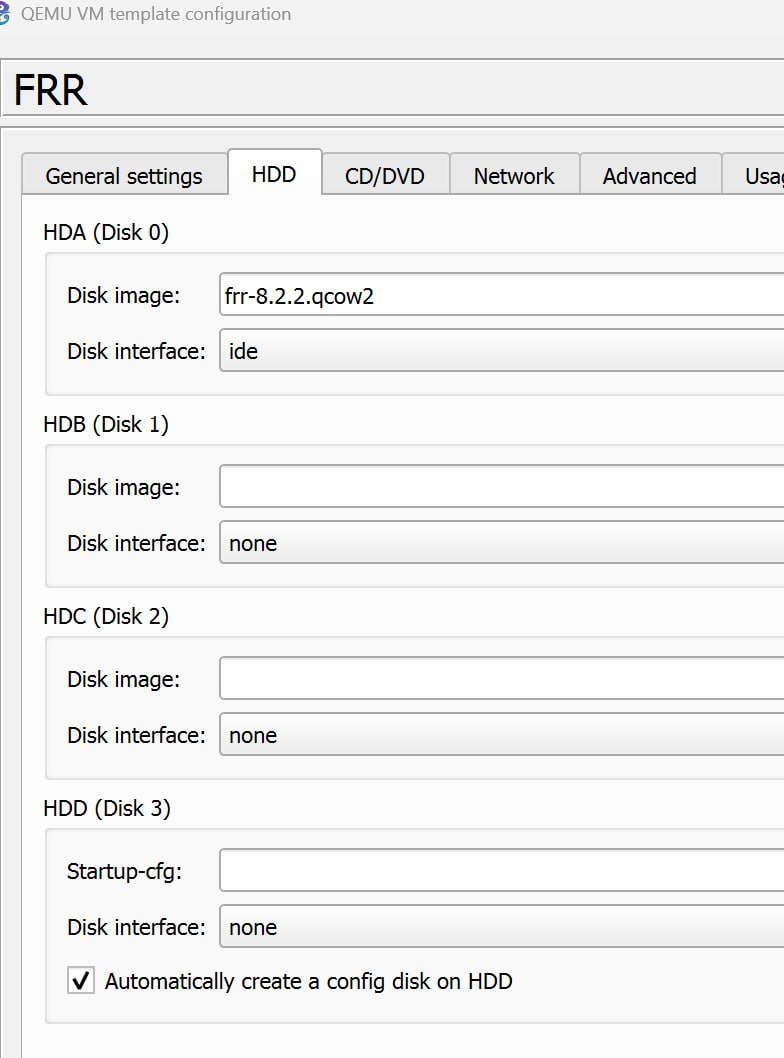 QEMU VM template configuration
FRR
General settings HDD CD/DVD Network Advanced
HDA (Disk 0)
Disk image: frr-8.2.2.qcow2
Disk interface: ide
HDB (Disk 1)
Disk image:
Disk interface: none
HDC (Disk 2)
Disk image:
Disk interface: none
HDD (Disk 3)
Startup-cfg:
Disk interface: none
Automatically create a config disk on HDD